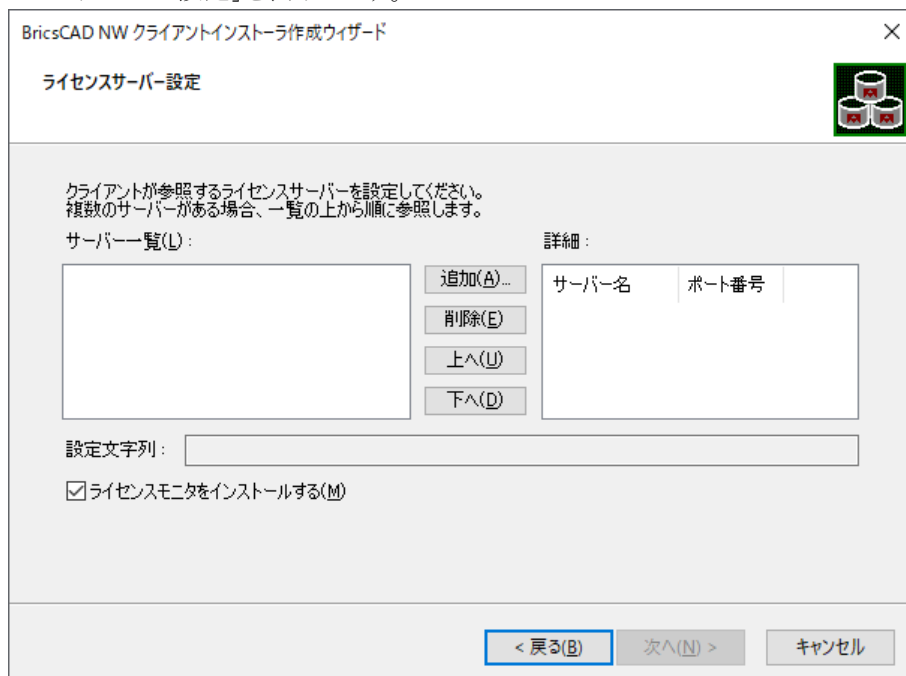 BricsCAD NW クライアントインストーラ作成ウィザード
ライセンスサーバー設定
クライアントが参照するライセンスサーバーを設定してください。
複数のサーバーがある場合、一覧の上から順に参照します。
サーバー一覧(L) :
詳細 :
追加(A)...
削除(E)
上へ(U)
下へ(D)
サーバー名 ポート番号
設定文字列 :
ライセンスモニタをインストールする(M)
< 戻る(B) 次へ(N) > キャンセル